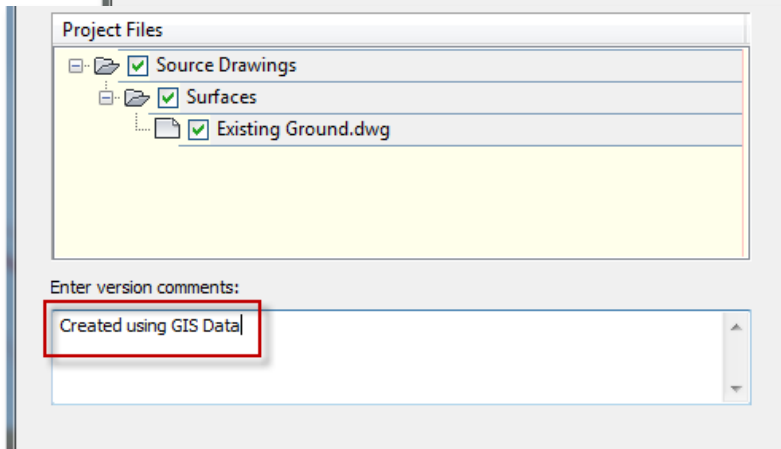 Project Files
Source Drawings
Surfaces
Existing Ground.dwg
Enter version comments:
Created using GIS Data